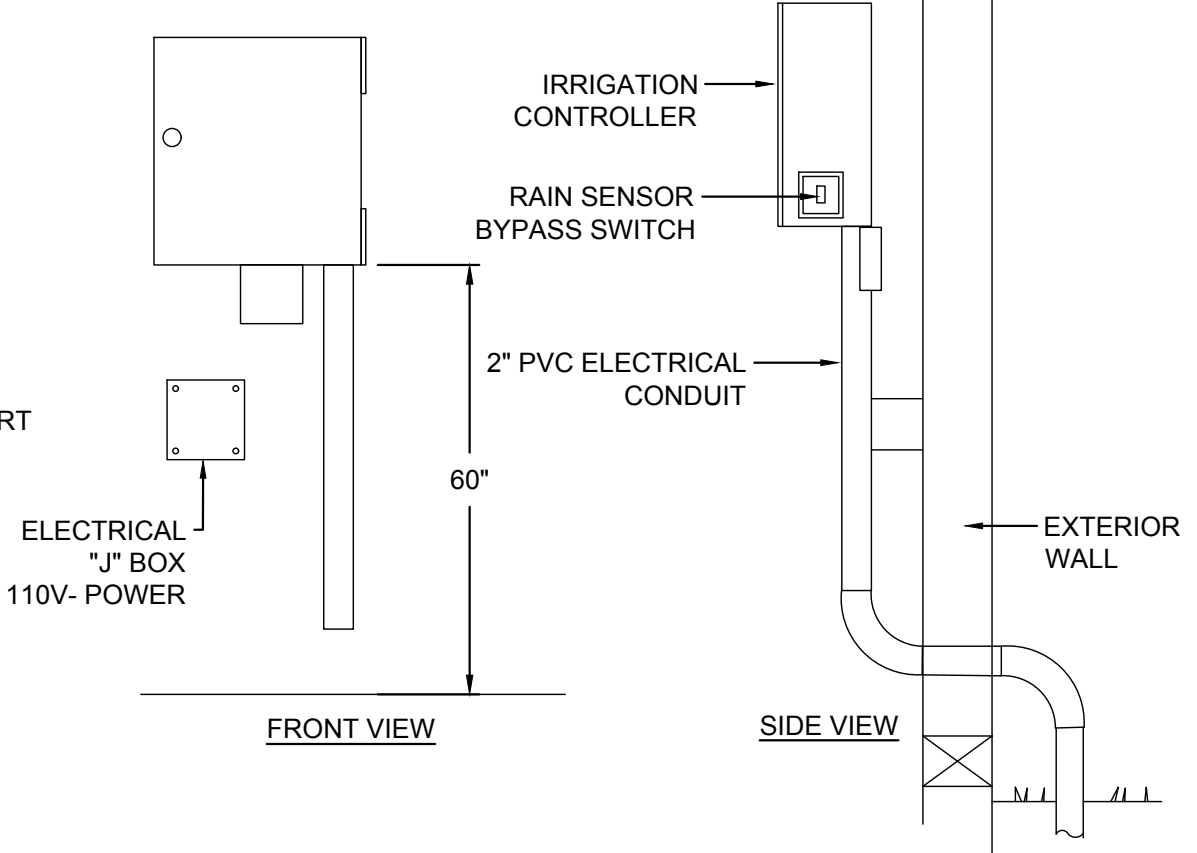 IRRIGATION
CONTROLLER
RAIN SENSOR
BYPASS SWITCH
2" PVC ELECTRICAL
CONDUIT
RT
60"
ELECTRICAL
"J" BOX
110V- POWER
EXTERIOR
WALL
FRONT VIEW
SIDE VIEW